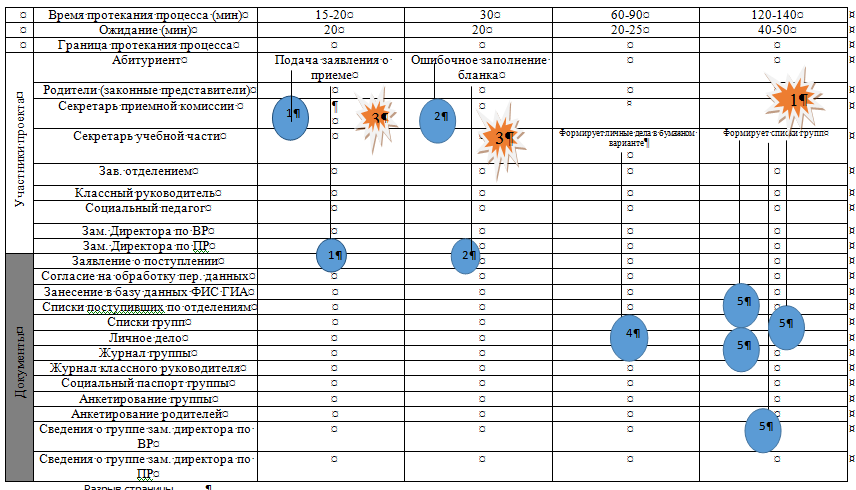 Время протекания процесса (мин) 15-20 30 60-90 120-140
Ожидание (мин) 20 20 20-25 40-50
Граница протекания процесса
Участники проекта
Абитуриент Подача заявления о приеме Ошибочное заполнение бланка
Родители (законные представители)
Секретарь приемной комиссии 1 3 2 1
Секретарь учебной части 3 Формирует личные дела в бумажном варианте Формирует списки групп
Зав. отделением
Классный руководитель
Социальный педагог
Зам. Директора по ВР
Зам. Директора по ПР
Документы
Заявление о поступлении 1 2
Согласие на обработку пер. данных
Занесение в базу данных ФИС ГИА 5
Списки поступивших по отделениям
Списки групп 5
Личное дело 4
Журнал группы 5
Журнал классного руководителя
Социальный паспорт группы
Анкетирование группы
Анкетирование родителей
Сведения о группе зам. директора по ВР 5
Сведения о группе зам. директора по ПР
Разрыв страницы